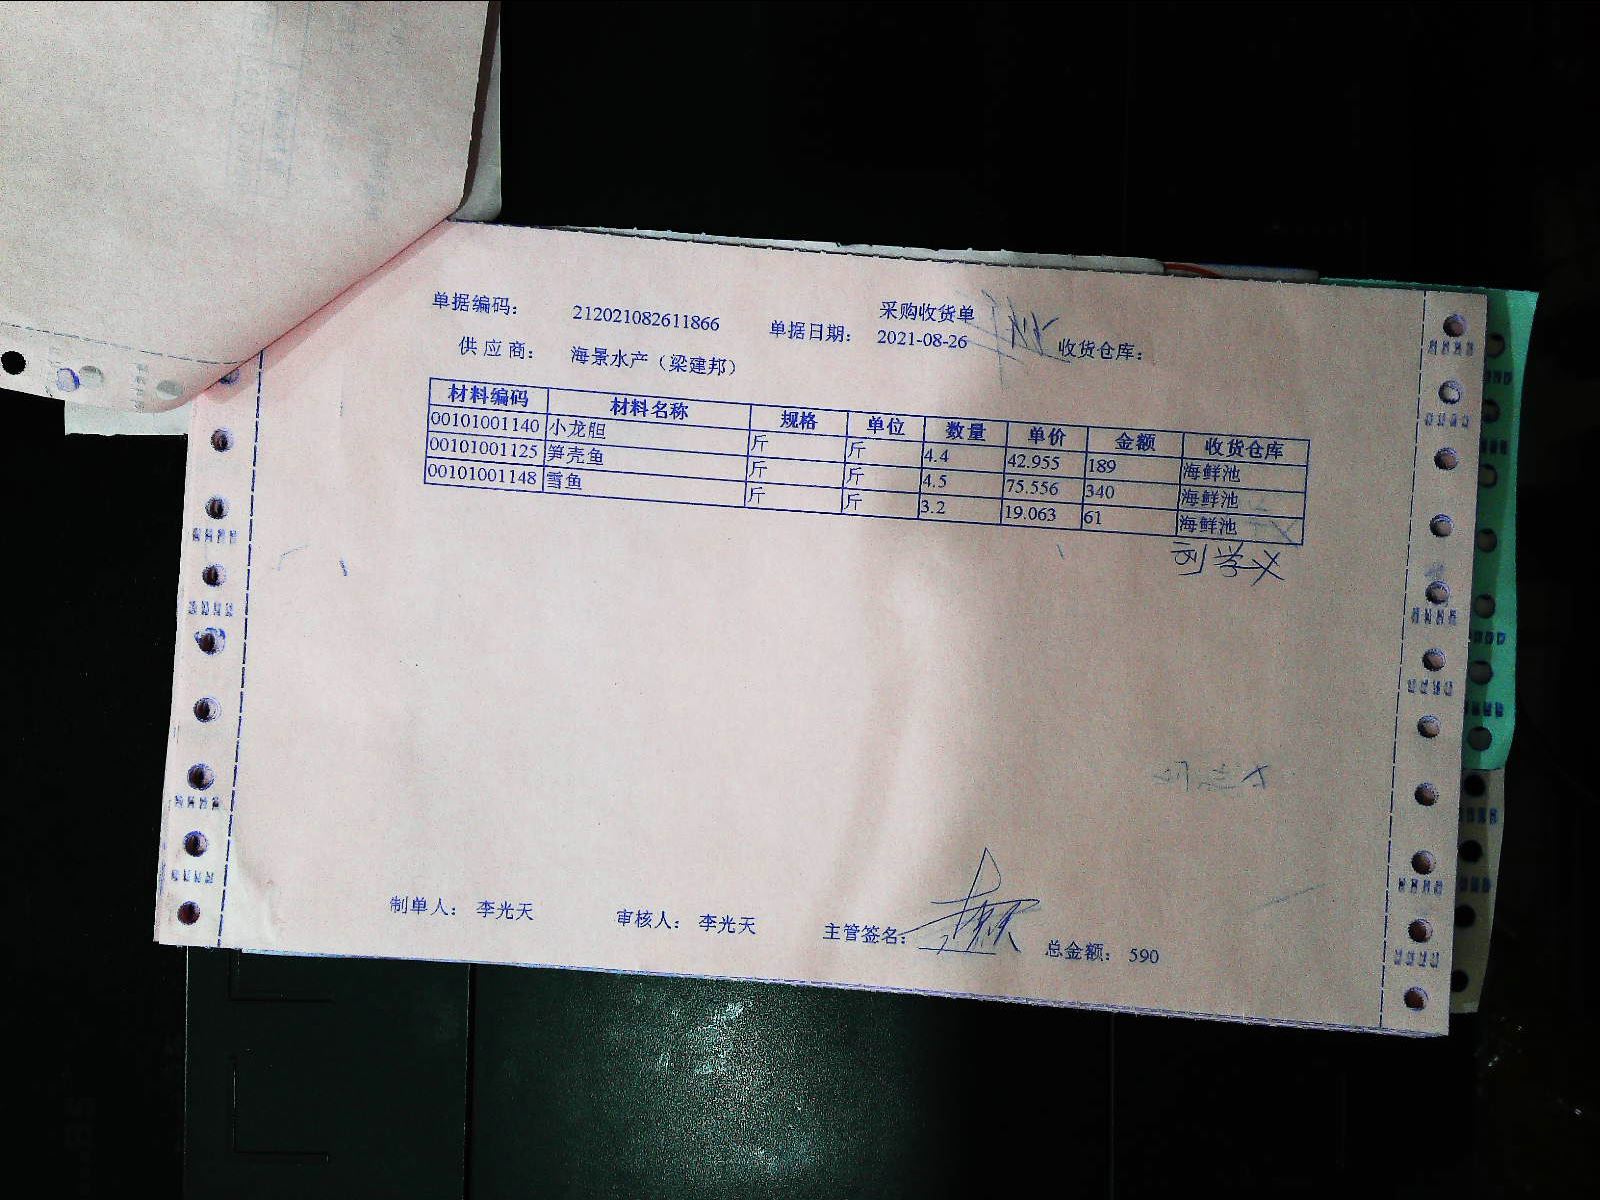 采购收货单
单据编码： 212021082611866 单据日期： 2021-08-26 收货仓库：
供 应 商： 海景水产（梁建邦）
材料编码 材料名称 规格 单位 数量 单价 金额 收货仓库
00101001140 小龙胆 斤 斤 4.4 42.955 189 海鲜池
00101001125 笋壳鱼 斤 斤 4.5 75.556 340 海鲜池
00101001148 雪鱼 斤 斤 3.2 19.063 61 海鲜池
刘学义
制单人： 李光天 审核人： 李光天 主管签名： 总金额： 590